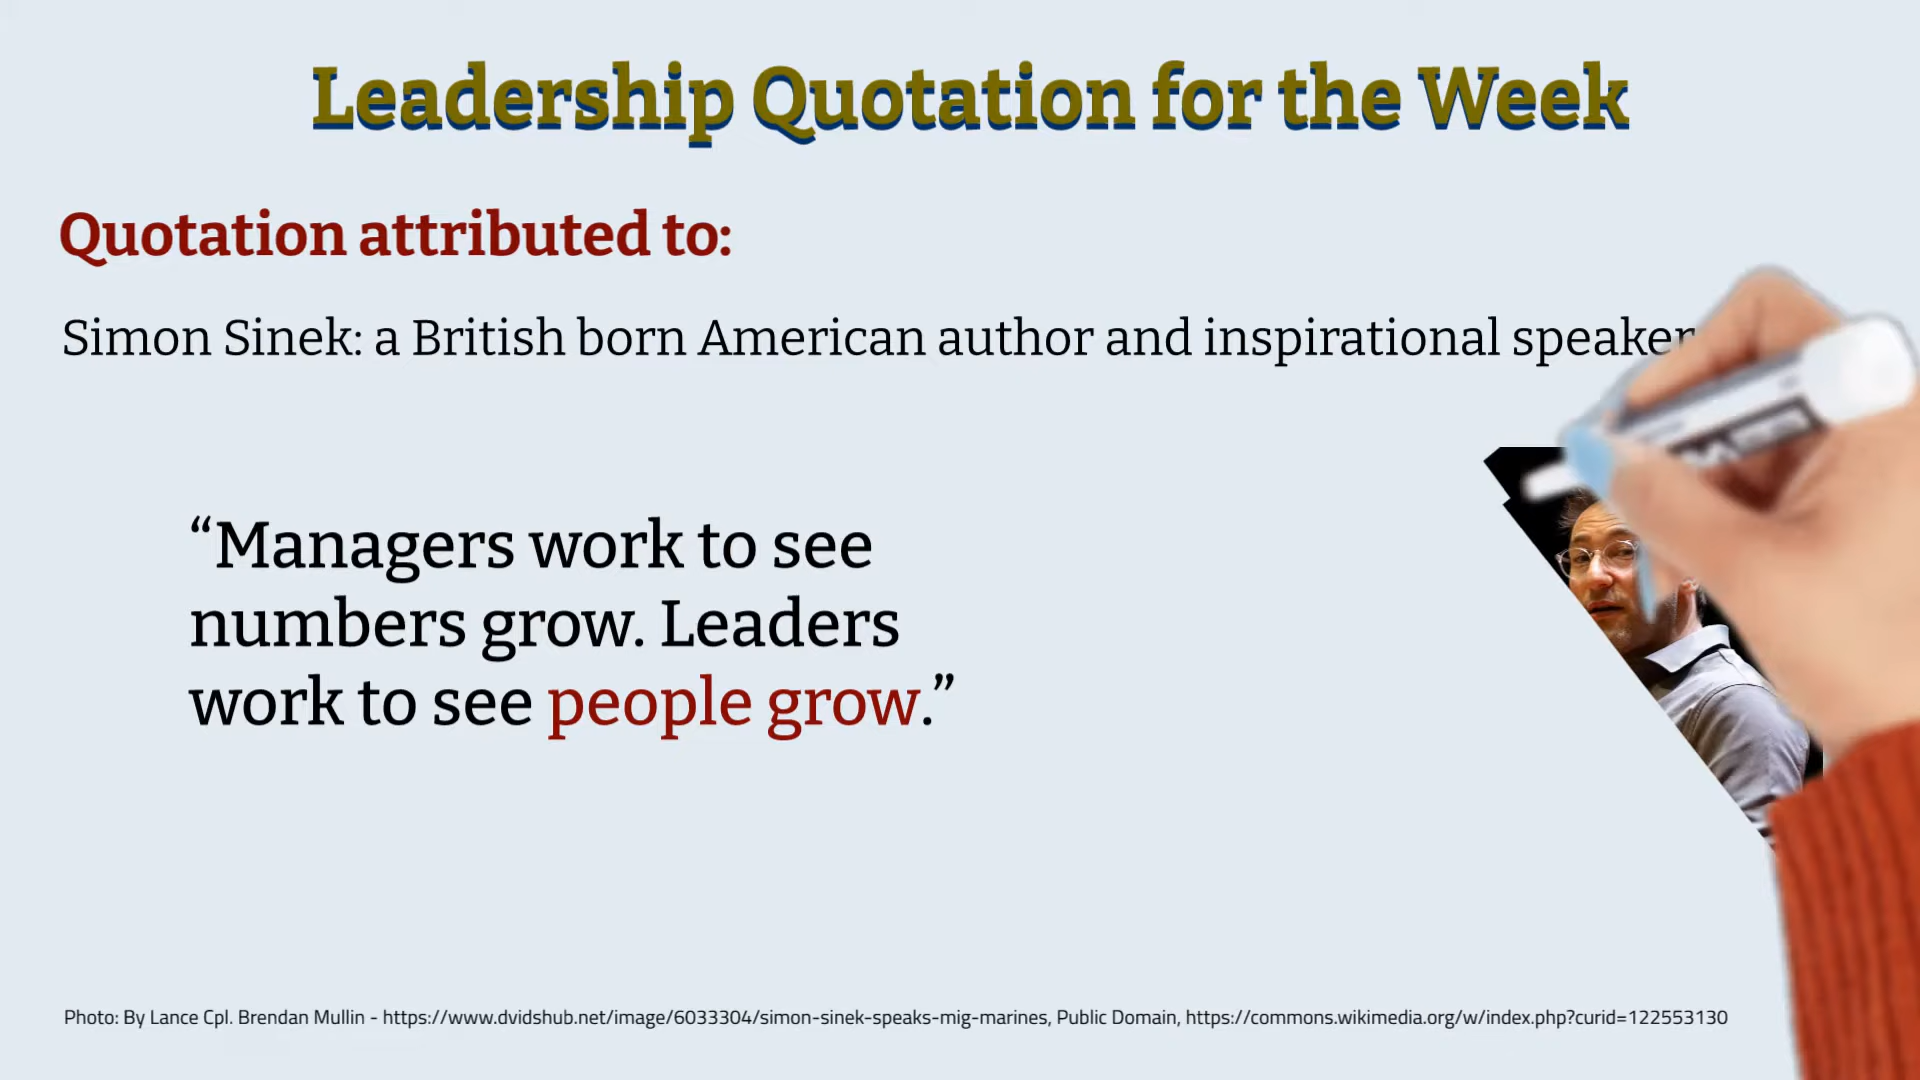 Leadership Quotation for the Week
Quotation attributed to:
Simon Sinek: a British born American author and inspirational speaker
“Managers work to see
numbers grow. Leaders
work to see people grow.”
Photo: By Lance Cpl. Brendan Mullin - https://www.dvidshub.net/image/6033304/simon-sinek-speaks-mig-marines, Public Domain, https://commons.wikimedia.org/w/index.php?curid=122553130